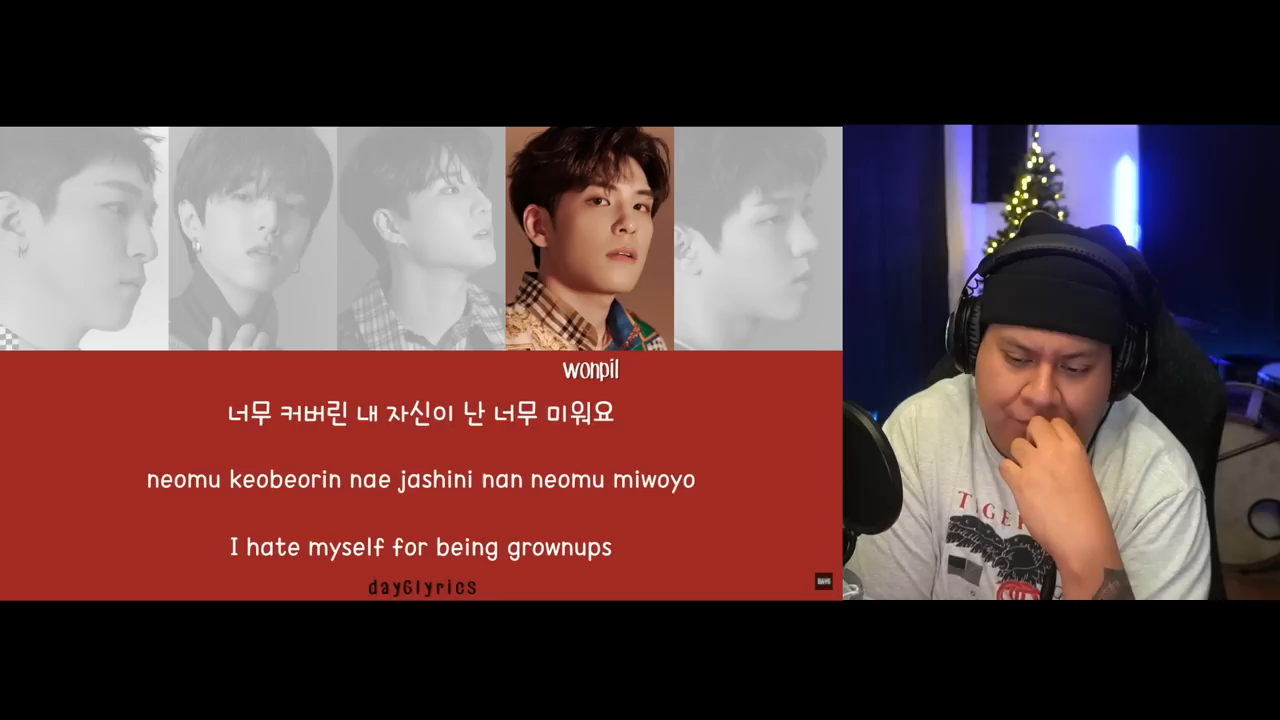 wonpil
너무 커버린 내 자신이 난 너무 미워요
neomu keobeorin nae jashini nan neomu miwoyo
I hate myself for being grownups
day6lyrics